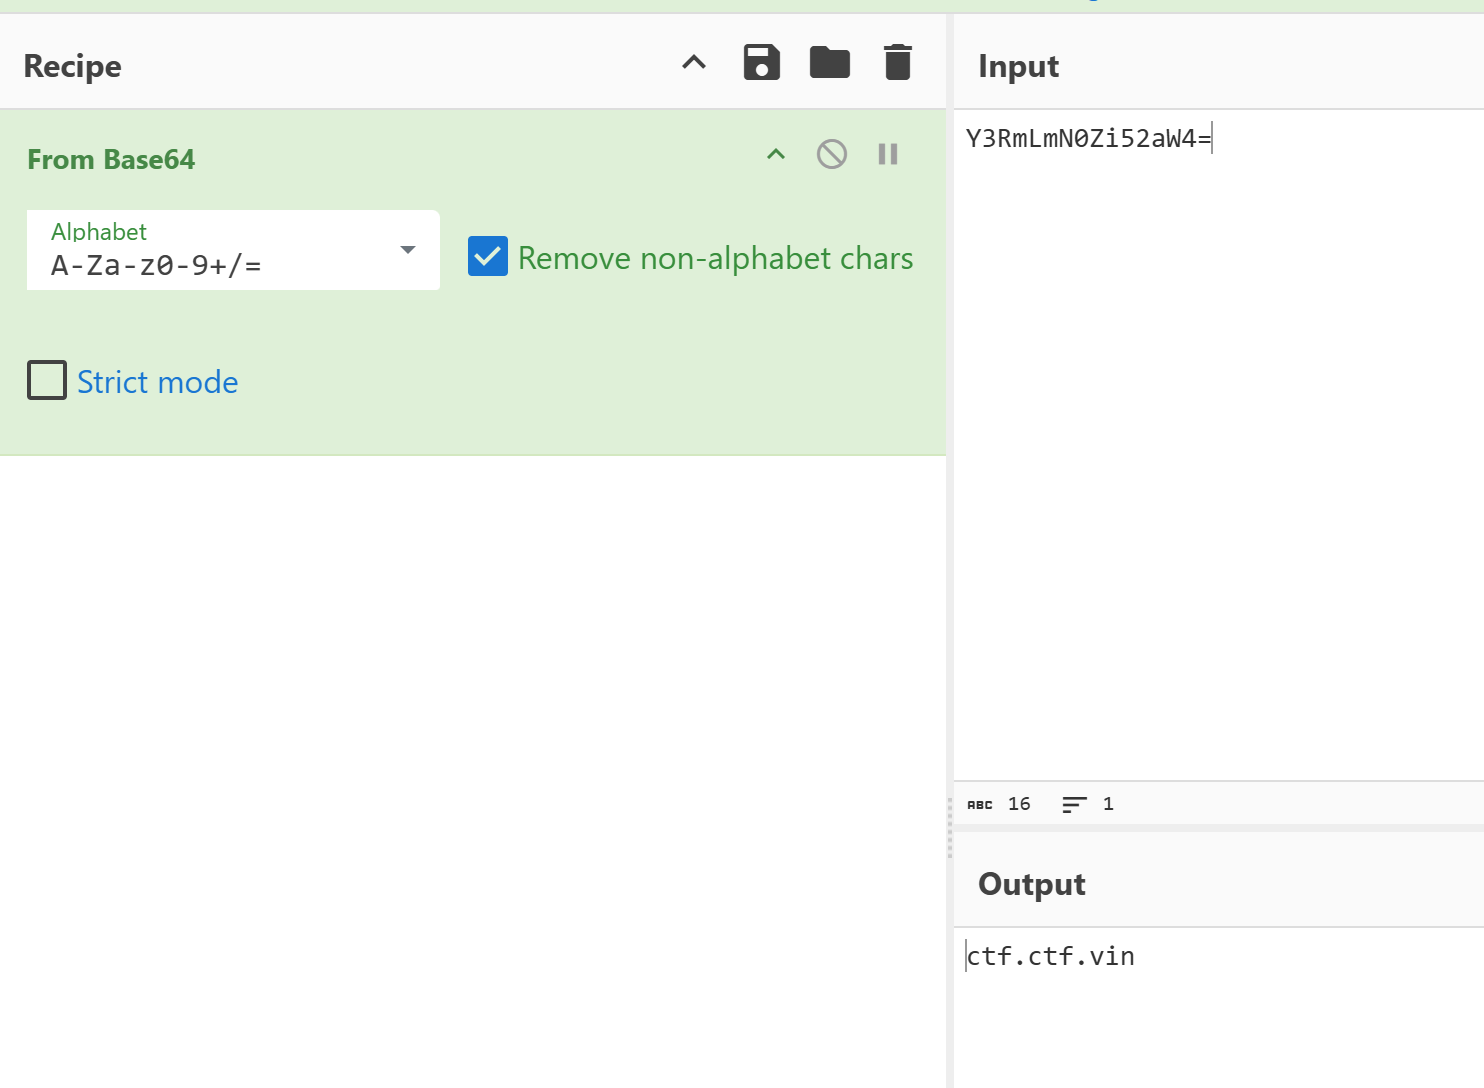 Recipe
From Base64
Alphabet
A-Za-z0-9+/=
Remove non-alphabet chars
Strict mode
Input
Y3RmLmN0Zi52aW4=
ABC 16 1
Output
ctf.ctf.vin